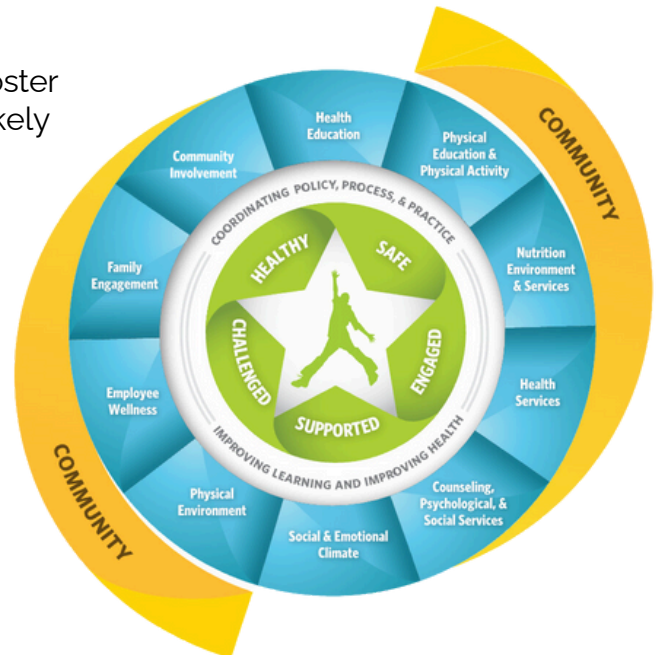 oster
kely
COMMUNITY
Health
Education
Physical
Education &
Physical Activity
Nutrition
Environment
& Services
Health
Services
Counseling,
Psychological, &
Social Services
Social & Emotional
Climate
Physical
Environment
Employee
Wellness
Family
Engagement
Community
Involvement
COORDINATING POLICY, PROCESS, & PRACTICE
IMPROVING LEARNING AND IMPROVING HEALTH
HEALTHY
SAFE
ENGAGED
SUPPORTED
CHALLENGED
COMMUNITY